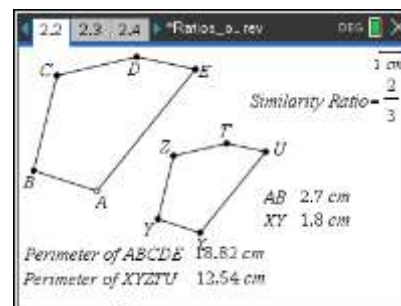 2.2 2.3 2.4 *Ratios_o...rev DEG
1 cm
D
C E
Similarity Ratio= 2/3
T
Z U
B
A
AB 2.7 cm
XY 1.8 cm
Y X
Perimeter of ABCDE 18.82 cm
Perimeter of XYZTU 12.54 cm